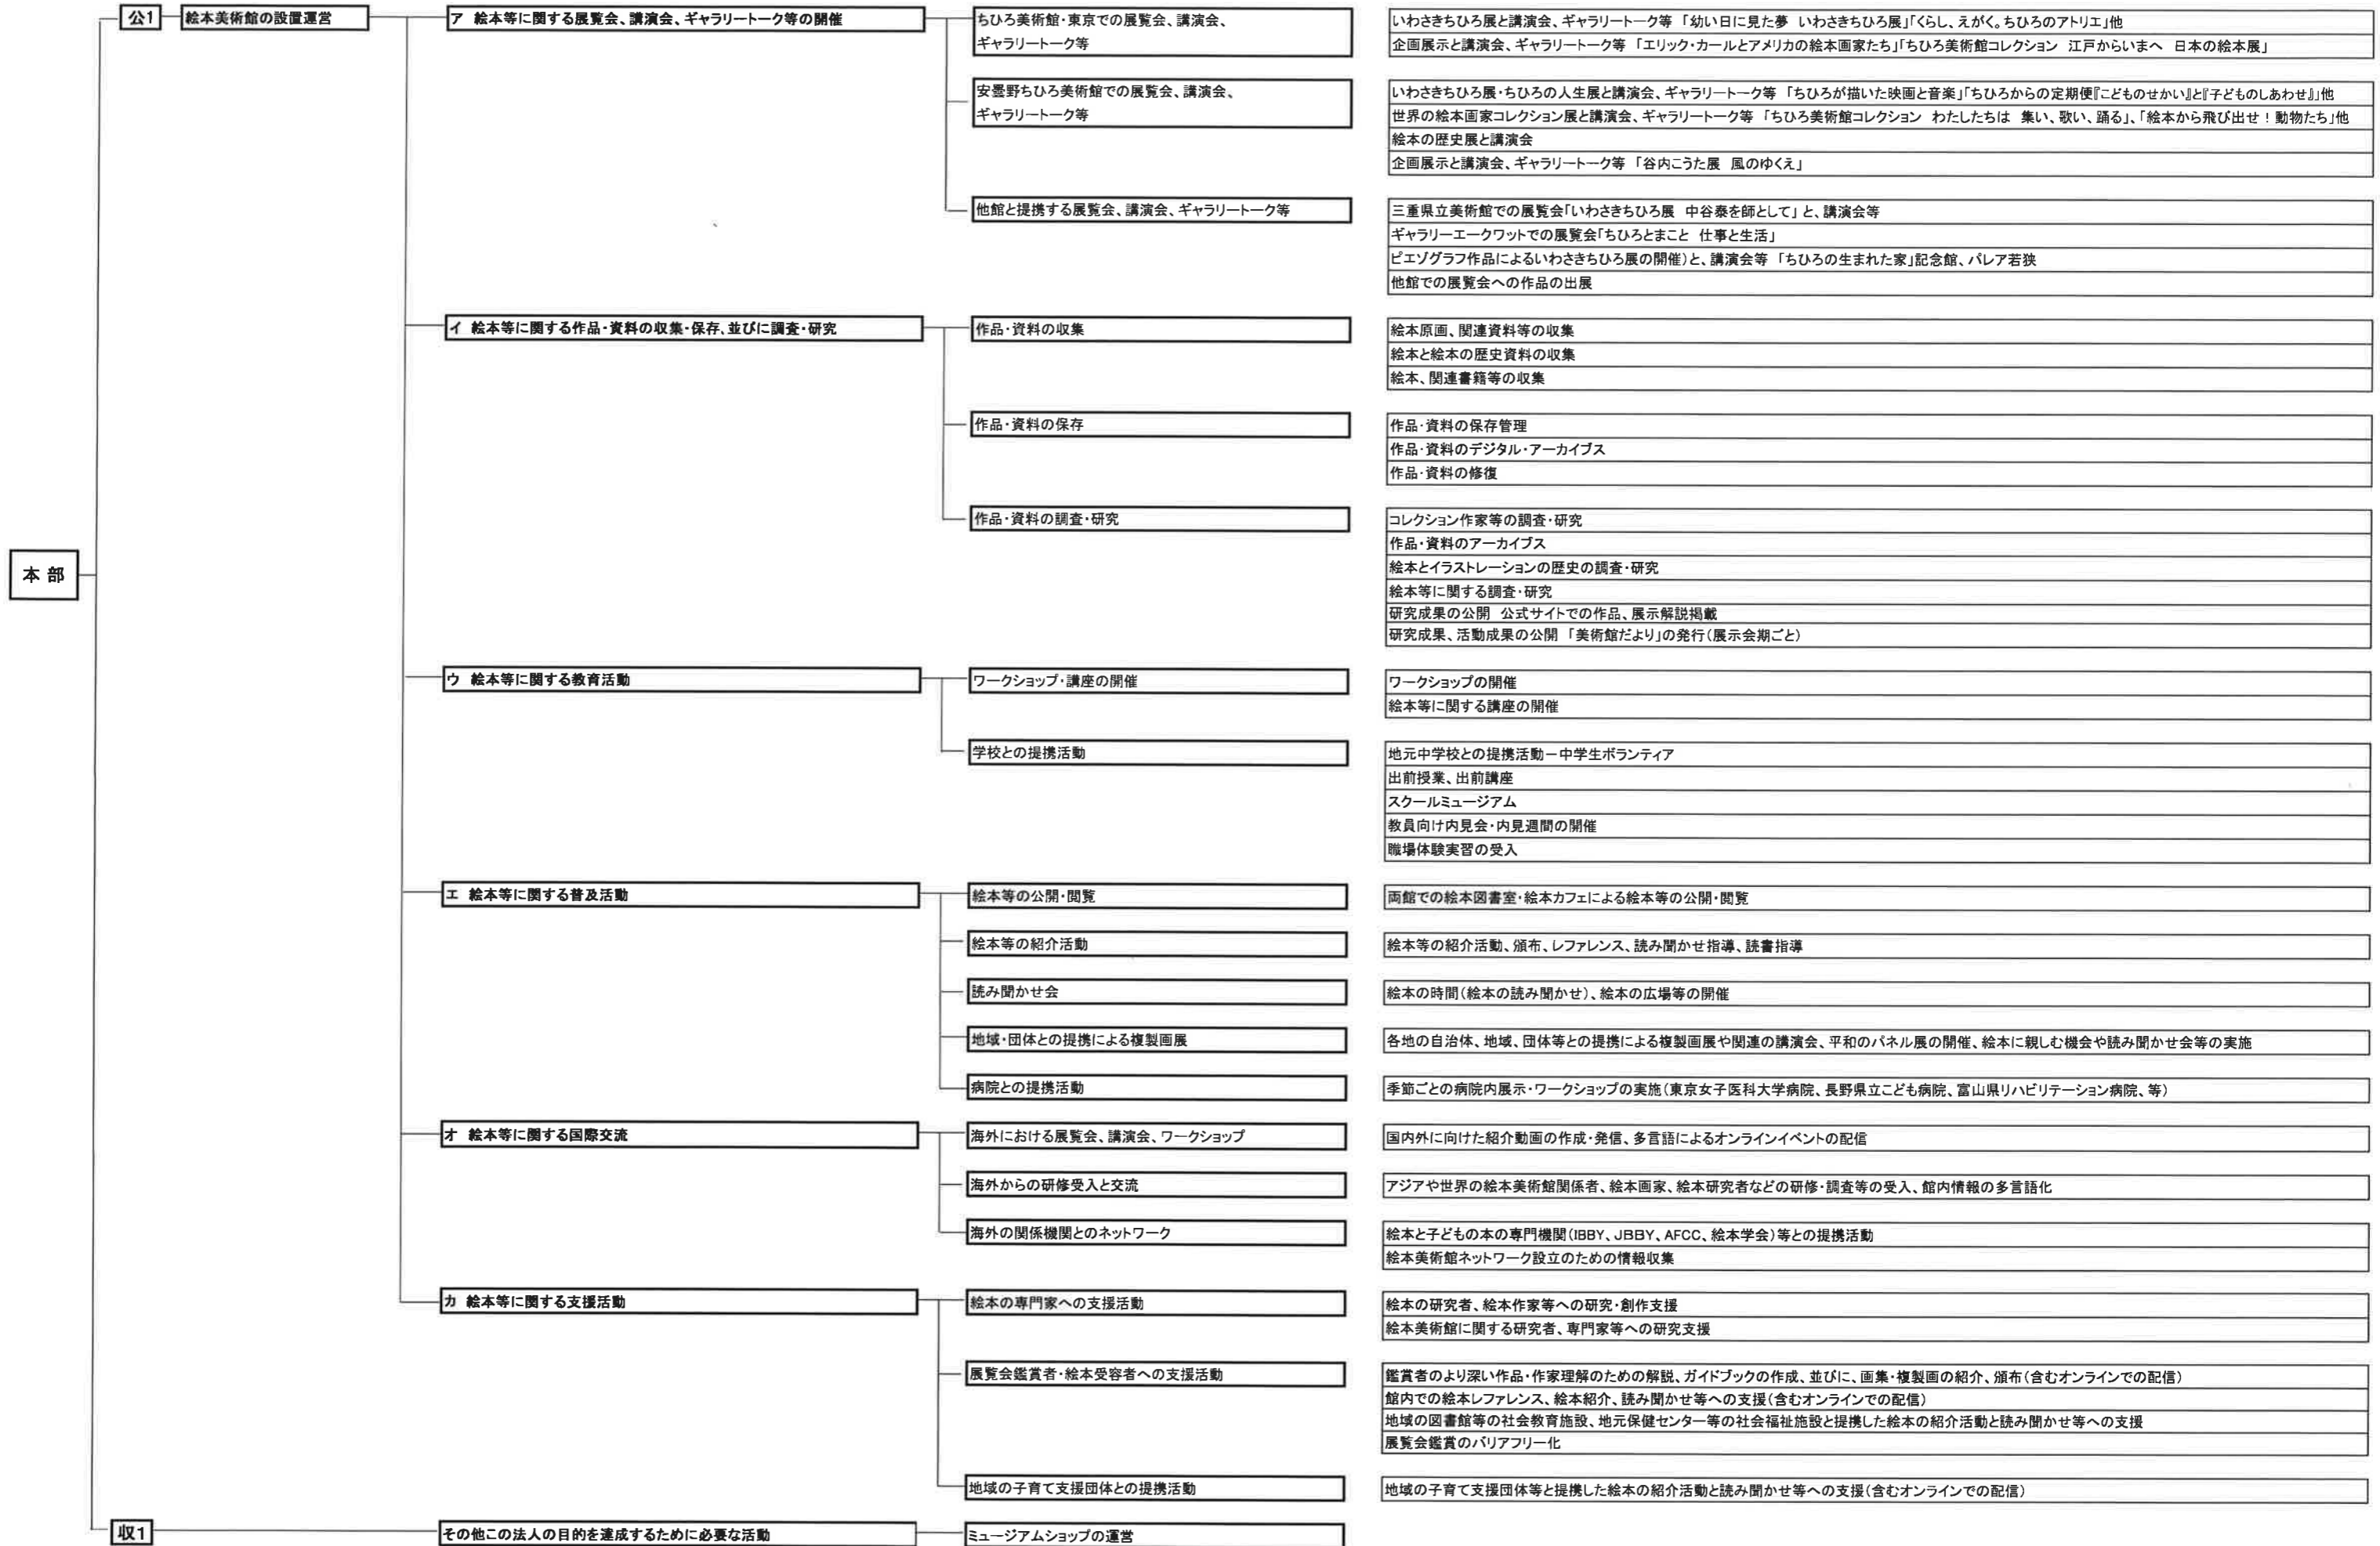 公1
絵本美術館の設置運営
ア 絵本等に関する展覧会、講演会、ギャラリートーク等の開催
ちひろ美術館・東京での展覧会、講演会、
ギャラリートーク等
いわさきちひろ展と講演会、ギャラリートーク等 「幼い日に見た夢 いわさきちひろ展」「くらし、えがく。ちひろのアトリエ」他
企画展示と講演会、ギャラリートーク等 「エリック・カールとアメリカの絵本画家たち」「ちひろ美術館コレクション 江戸からいまへ 日本の絵本展」
安曇野ちひろ美術館での展覧会、講演会、
ギャラリートーク等
いわさきちひろ展・ちひろの人生展と講演会、ギャラリートーク等 「ちひろが描いた映画と音楽」「ちひろからの定期便『こどものせかい』と『子どものしあわせ』」他
世界の絵本画家コレクション展と講演会、ギャラリートーク等 「ちひろ美術館コレクション わたしたちは 集い、歌い、踊る」、「絵本から飛び出せ!動物たち」他
絵本の歴史展と講演会
企画展示と講演会、ギャラリートーク等 「谷内こうた展 風のゆくえ」
他館と提携する展覧会、講演会、ギャラリートーク等
三重県立美術館での展覧会「いわさきちひろ展 中谷泰を師として」と、講演会等
ギャラリーエークワットでの展覧会「ちひろとまこと 仕事と生活」
ピエゾグラフ作品によるいわさきちひろ展の開催)と、講演会等 「ちひろの生まれた家」記念館、パレア若狭
他館での展覧会への作品の出展
イ 絵本等に関する作品・資料の収集・保存、並びに調査・研究
作品・資料の収集
絵本原画、関連資料等の収集
絵本と絵本の歴史資料の収集
絵本、関連書籍等の収集
作品・資料の保存
作品・資料の保存管理
作品・資料のデジタル・アーカイブス
作品・資料の修復
作品・資料の調査・研究
コレクション作家等の調査・研究
作品・資料のアーカイブス
絵本とイラストレーションの歴史の調査・研究
絵本等に関する調査・研究
研究成果の公開 公式サイトでの作品、展示解説掲載
研究成果、活動成果の公開 「美術館だより」の発行(展示会期ごと)
本 部
ウ 絵本等に関する教育活動
ワークショップ・講座の開催
ワークショップの開催
絵本等に関する講座の開催
学校との提携活動
地元中学校との提携活動ー中学生ボランティア
出前授業、出前講座
スクールミュージアム
教員向け内見会・内見週間の開催
職場体験実習の受入
エ 絵本等に関する普及活動
絵本等の公開・閲覧
両館での絵本図書室・絵本カフェによる絵本等の公開・閲覧
絵本等の紹介活動
絵本等の紹介活動、頒布、レファレンス、読み聞かせ指導、読書指導
読み聞かせ会
絵本の時間(絵本の読み聞かせ)、絵本の広場等の開催
地域・団体との提携による複製画展
各地の自治体、地域、団体等との提携による複製画展や関連の講演会、平和のパネル展の開催、絵本に親しむ機会や読み聞かせ会等の実施
病院との提携活動
季節ごとの病院内展示・ワークショップの実施(東京女子医科大学病院、長野県立こども病院、富山県リハビリテーション病院、等)
オ 絵本等に関する国際交流
海外における展覧会、講演会、ワークショップ
国内外に向けた紹介動画の作成・発信、多言語によるオンラインイベントの配信
海外からの研修受入と交流
アジアや世界の絵本美術館関係者、絵本画家、絵本研究者などの研修・調査等の受入、館内情報の多言語化
海外の関係機関とのネットワーク
絵本と子どもの本の専門機関(IBBY、JBBY、AFCC、絵本学会)等との提携活動
絵本美術館ネットワーク設立のための情報収集
カ 絵本等に関する支援活動
絵本の専門家への支援活動
絵本の研究者、絵本作家等への研究・創作支援
絵本美術館に関する研究者、専門家等への研究支援
展覧会鑑賞者・絵本受容者への支援活動
鑑賞者のより深い作品・作家理解のための解説、ガイドブックの作成、並びに、画集・複製画の紹介、頒布(含むオンラインでの配信)
館内での絵本レファレンス、絵本紹介、読み聞かせ等への支援(含むオンラインでの配信)
地域の図書館等の社会教育施設、地元保健センター等の社会福祉施設と提携した絵本の紹介活動と読み聞かせ等への支援
展覧会鑑賞のバリアフリー化
地域の子育て支援団体との提携活動
地域の子育て支援団体等と提携した絵本の紹介活動と読み聞かせ等への支援(含むオンラインでの配信)
収1
その他この法人の目的を達成するために必要な活動
ミュージアムショップの運営